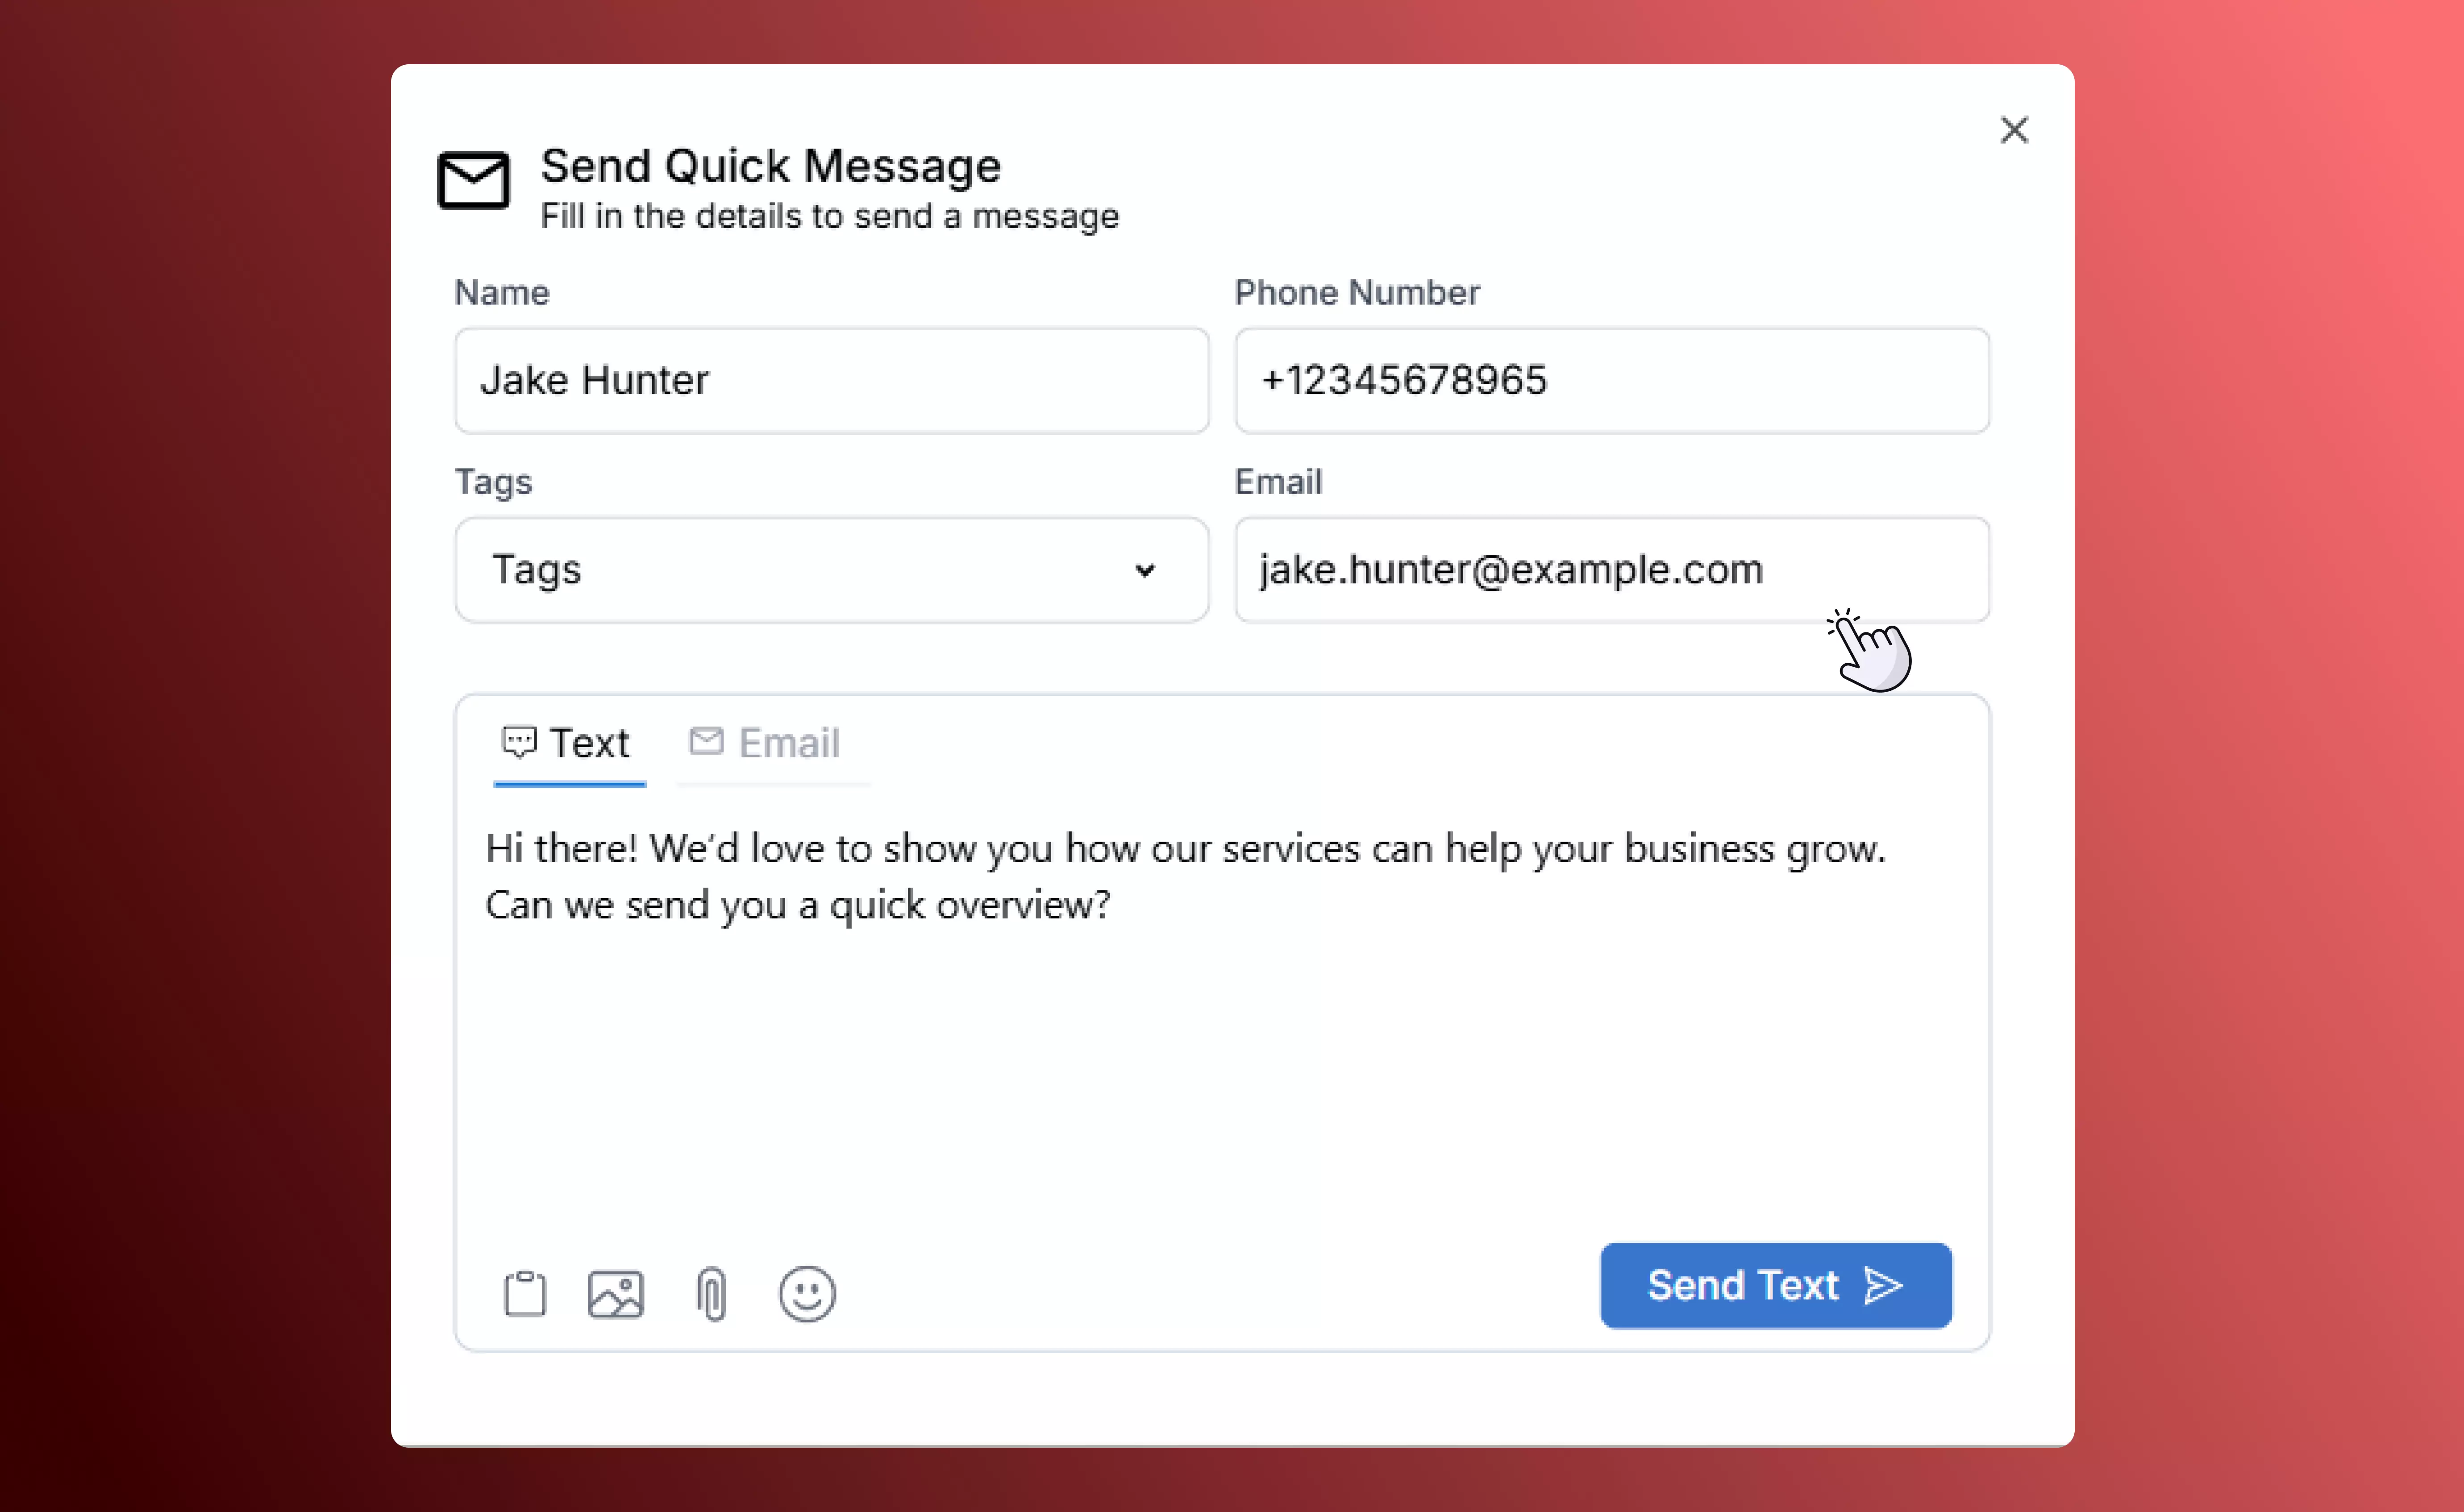 Send Quick Message
Fill in the details to send a message
Name
Phone Number
Jake Hunter
+12345678965
Tags
Email
Tags
jake.hunter@example.com
Text
Email
Hi there! We'd love to show you how our services can help your business grow.
Can we send you a quick overview?
Send Text